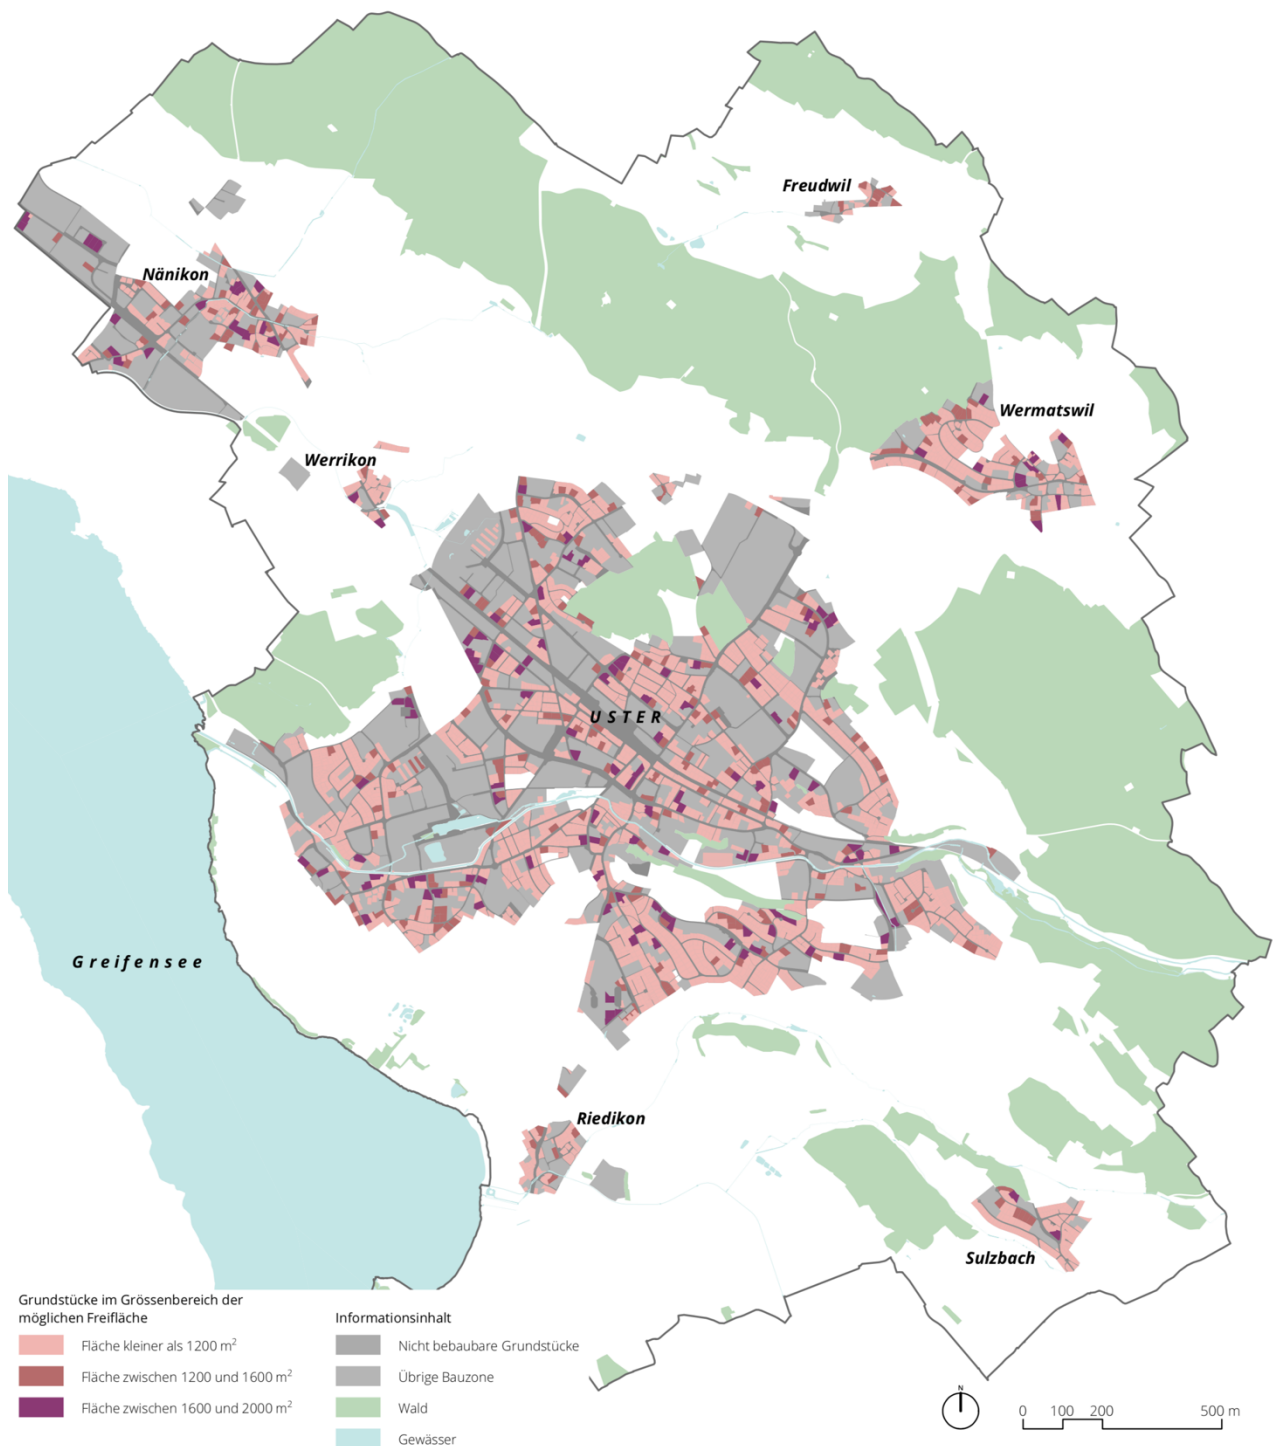 Freudwil
Nänikon
Wermatswil
Werrikon
USTER
Greifensee
Riedikon
Sulzbach
Grundstücke im Grössenbereich der
möglichen Freifläche
Fläche kleiner als 1200 m²
Fläche zwischen 1200 und 1600 m²
Fläche zwischen 1600 und 2000 m²
Informationsinhalt
Nicht bebaubare Grundstücke
Übrige Bauzone
Wald
Gewässer
N
0 100 200 500 m